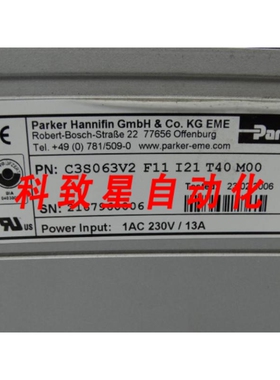 Parker Hannifin GmbH & Co. KG EME
Robert-Bosch-Straße 22 77656 Offenburg
Tel. +49 (0) 781/509-0 www.parker-eme.com
PN: C3S063V2 F11 I21 T40 M00
科致星自动化
SN:
Power Input: 1AC 230V / 13A